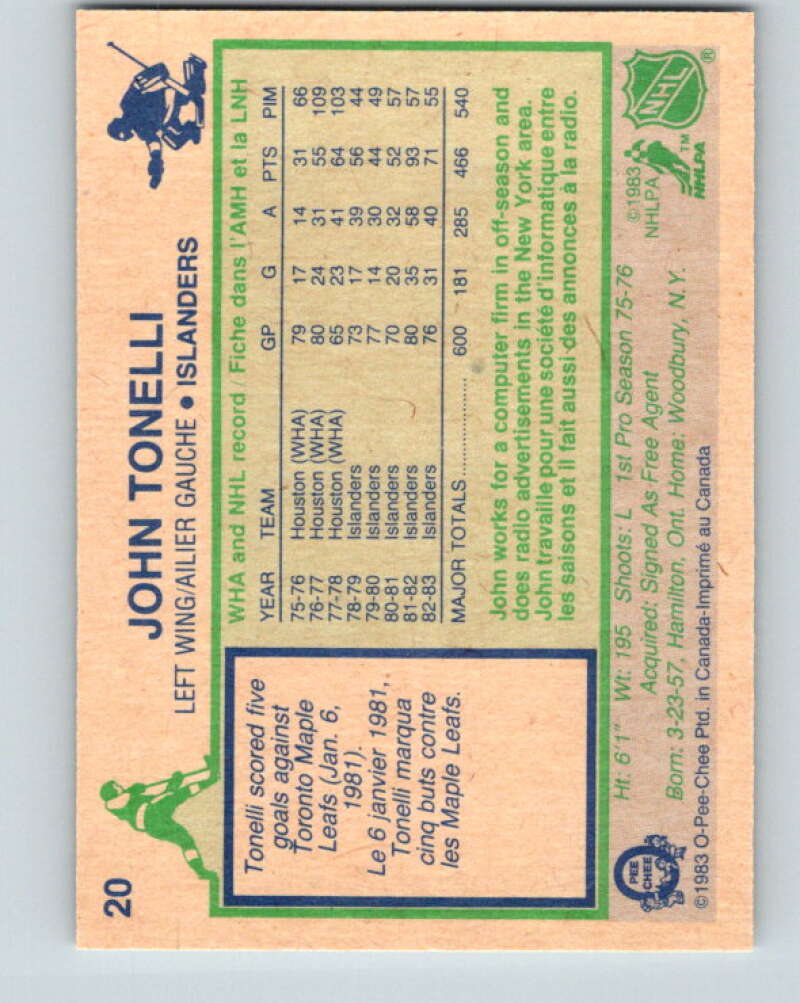 20
JOHN TONELLI
LEFT WING/AILIER GAUCHE • ISLANDERS
Tonelli scored five
goals against
Toronto Maple
Leafs (Jan. 6,
1981).
Le 6 janvier 1981,
Tonelli marqua
cinq buts contre
les Maple Leafs.
WHA and NHL record / Fiche dans l'AMH et la LNH
YEAR TEAM GP G A PTS PIM
75-76 Houston (WHA) 79 17 14 31 66
76-77 Houston (WHA) 80 24 31 55 109
77-78 Houston (WHA) 65 23 41 64 103
78-79 Islanders 73 17 39 56 44
79-80 Islanders 77 14 30 44 49
80-81 Islanders 70 20 32 52 57
81-82 Islanders 80 35 58 93 57
82-83 Islanders 76 31 40 71 55
MAJOR TOTALS .................. 600 181 285 466 540
John works for a computer firm in off-season and
does radio advertisements in the New York area.
John travaille pour une société d'informatique entre
les saisons et il fait aussi des annonces à la radio.
Ht: 6'1" Wt: 195 Shoots: L 1st Pro Season 75-76
Acquired: Signed As Free Agent
Born: 3-23-57, Hamilton, Ont. Home: Woodbury, N.Y.
©1983 O-Pee-Chee Ptd. in Canada-Imprimé au Canada
O
PEE
CHEE
©1983
NHLPA
NHL
®
TM
NHLPA